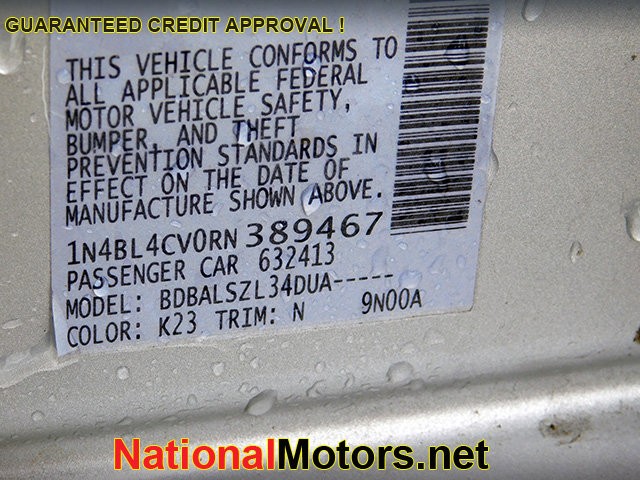 GUARANTEED CREDIT APPROVAL !
THIS VEHICLE CONFORMS TO
ALL APPLICABLE FEDERAL
MOTOR VEHICLE SAFETY,
BUMPER, AND THEFT
PREVENTION STANDARDS IN
EFFECT ON THE DATE OF
MANUFACTURE SHOWN ABOVE.
1N4BL4CV0RN389467
PASSENGER CAR 632413
MODEL: BDBALSZL34DUA-----
COLOR: K23 TRIM: N 9N00A
NationalMotors.net